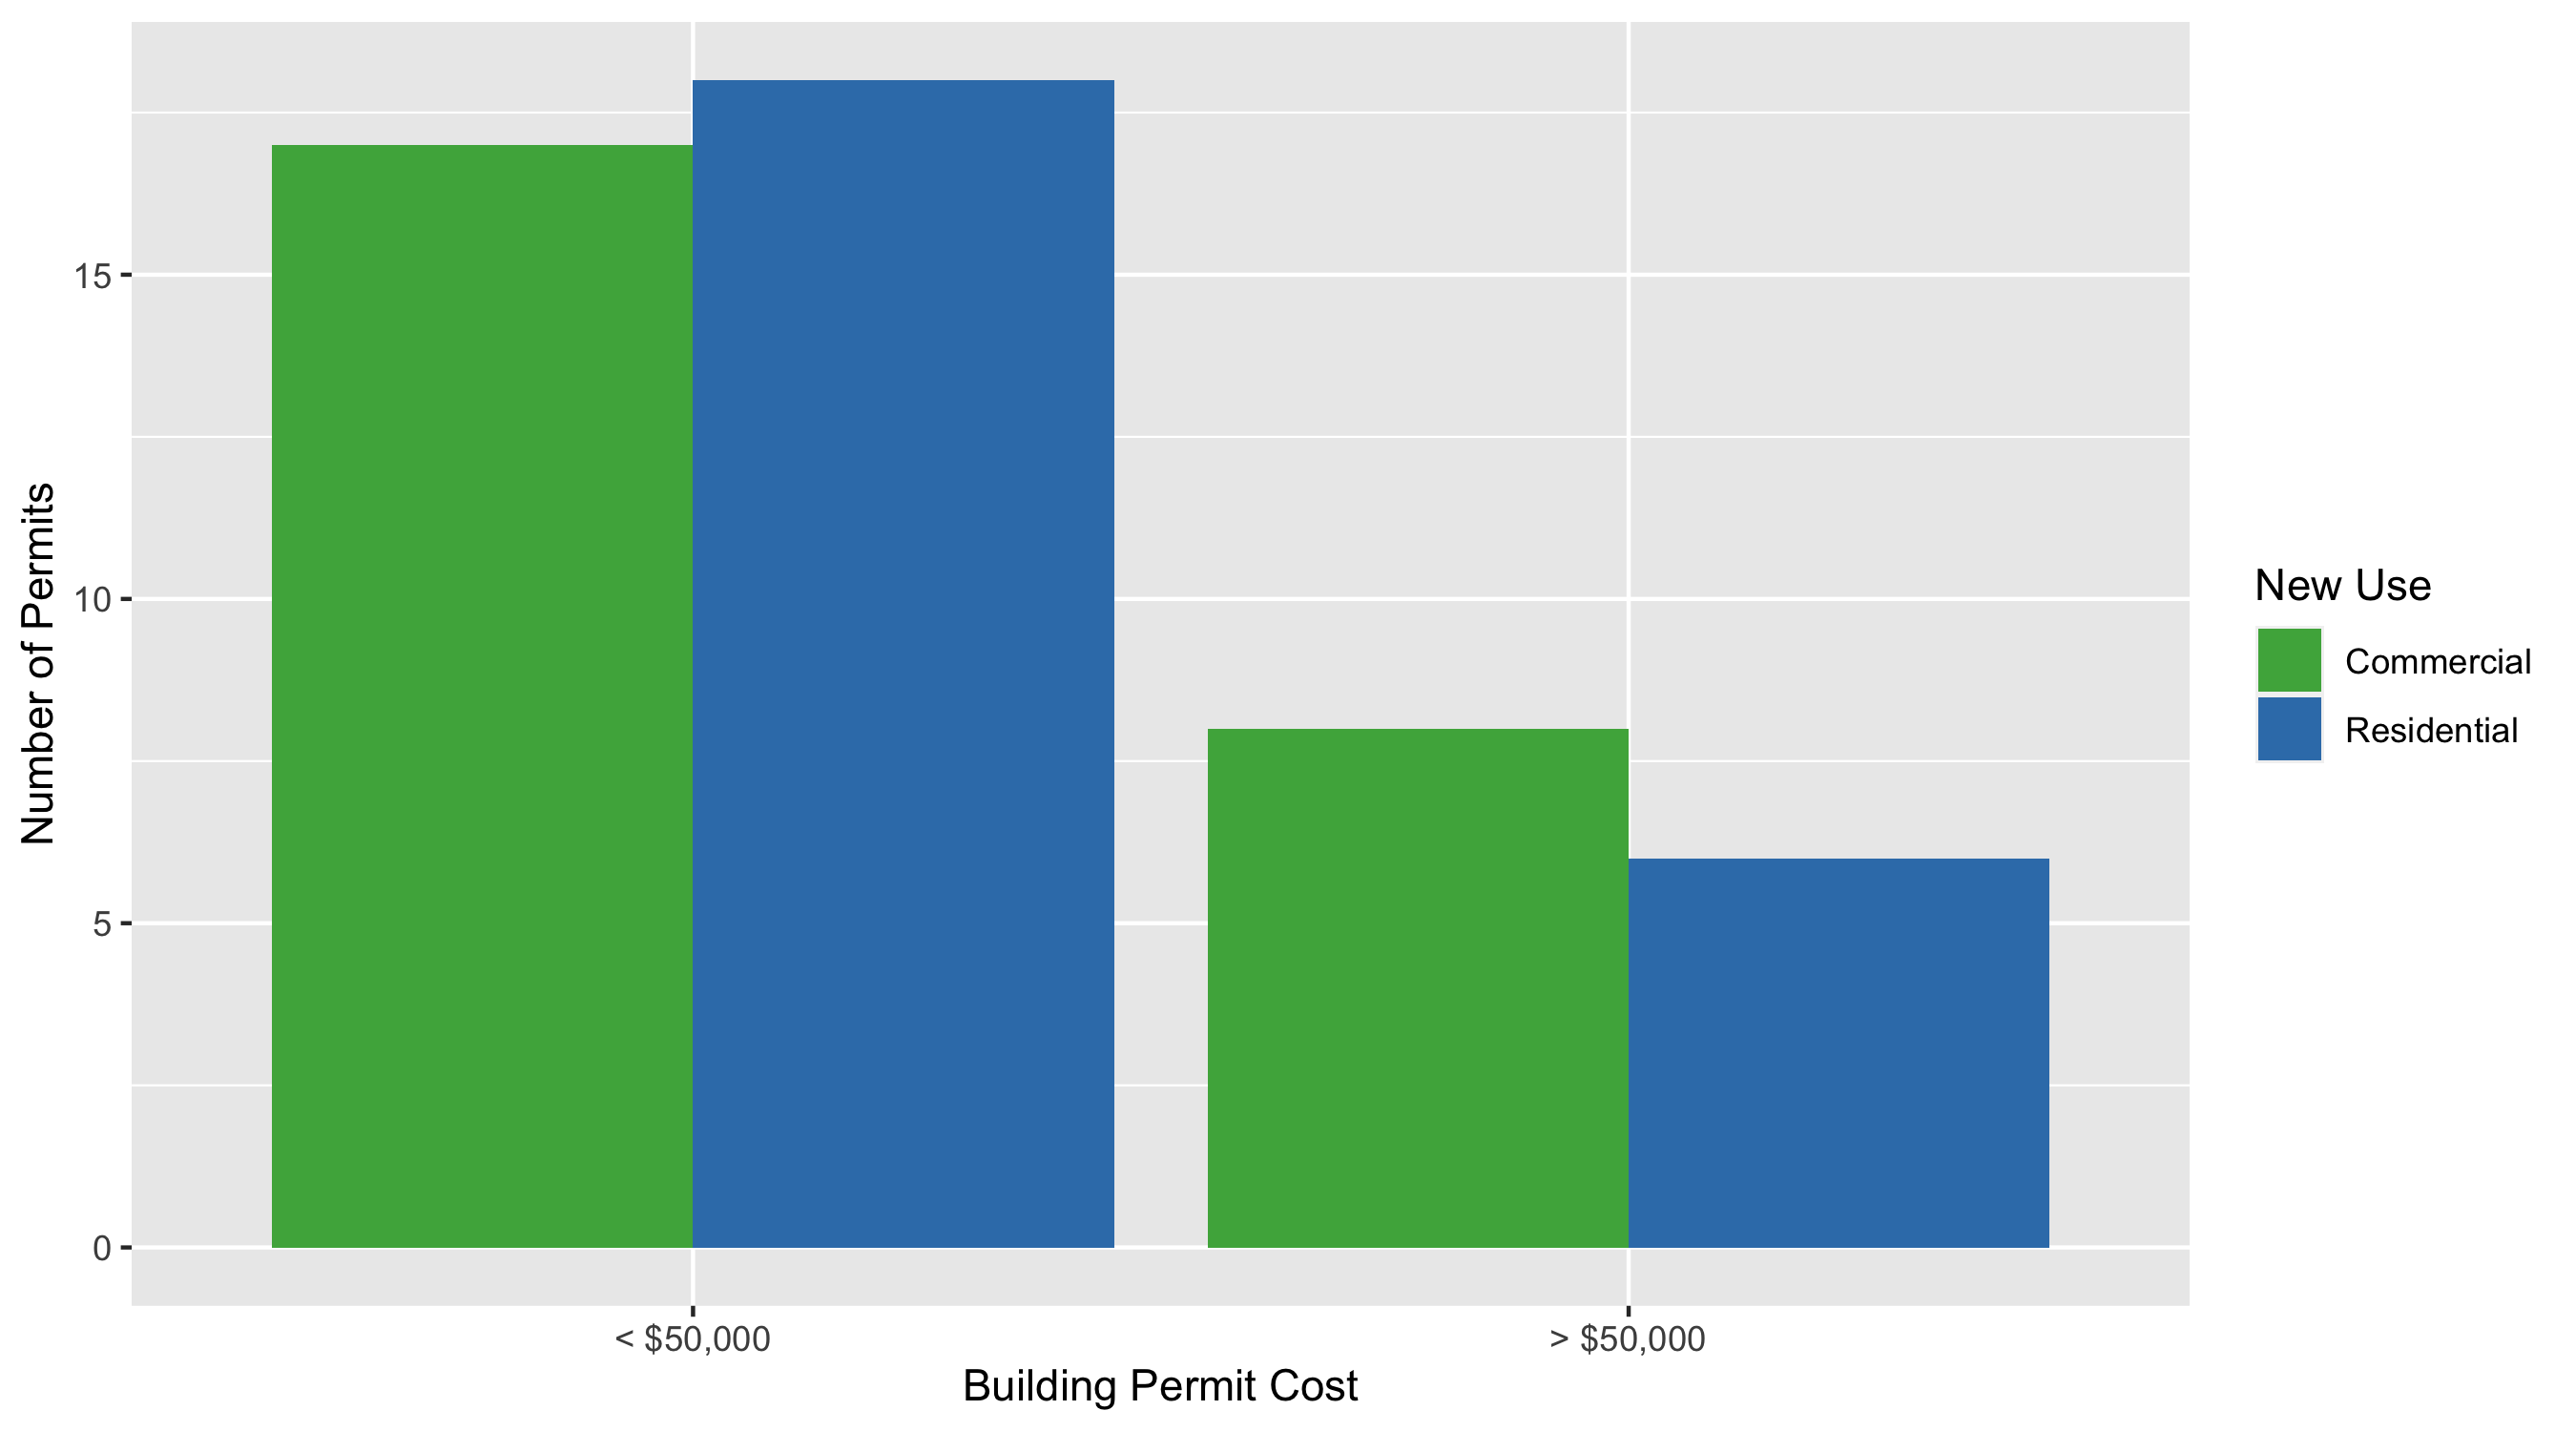 Number of Permits
15
10
5
0
< $50,000
> $50,000
Building Permit Cost
New Use
Commercial
Residential